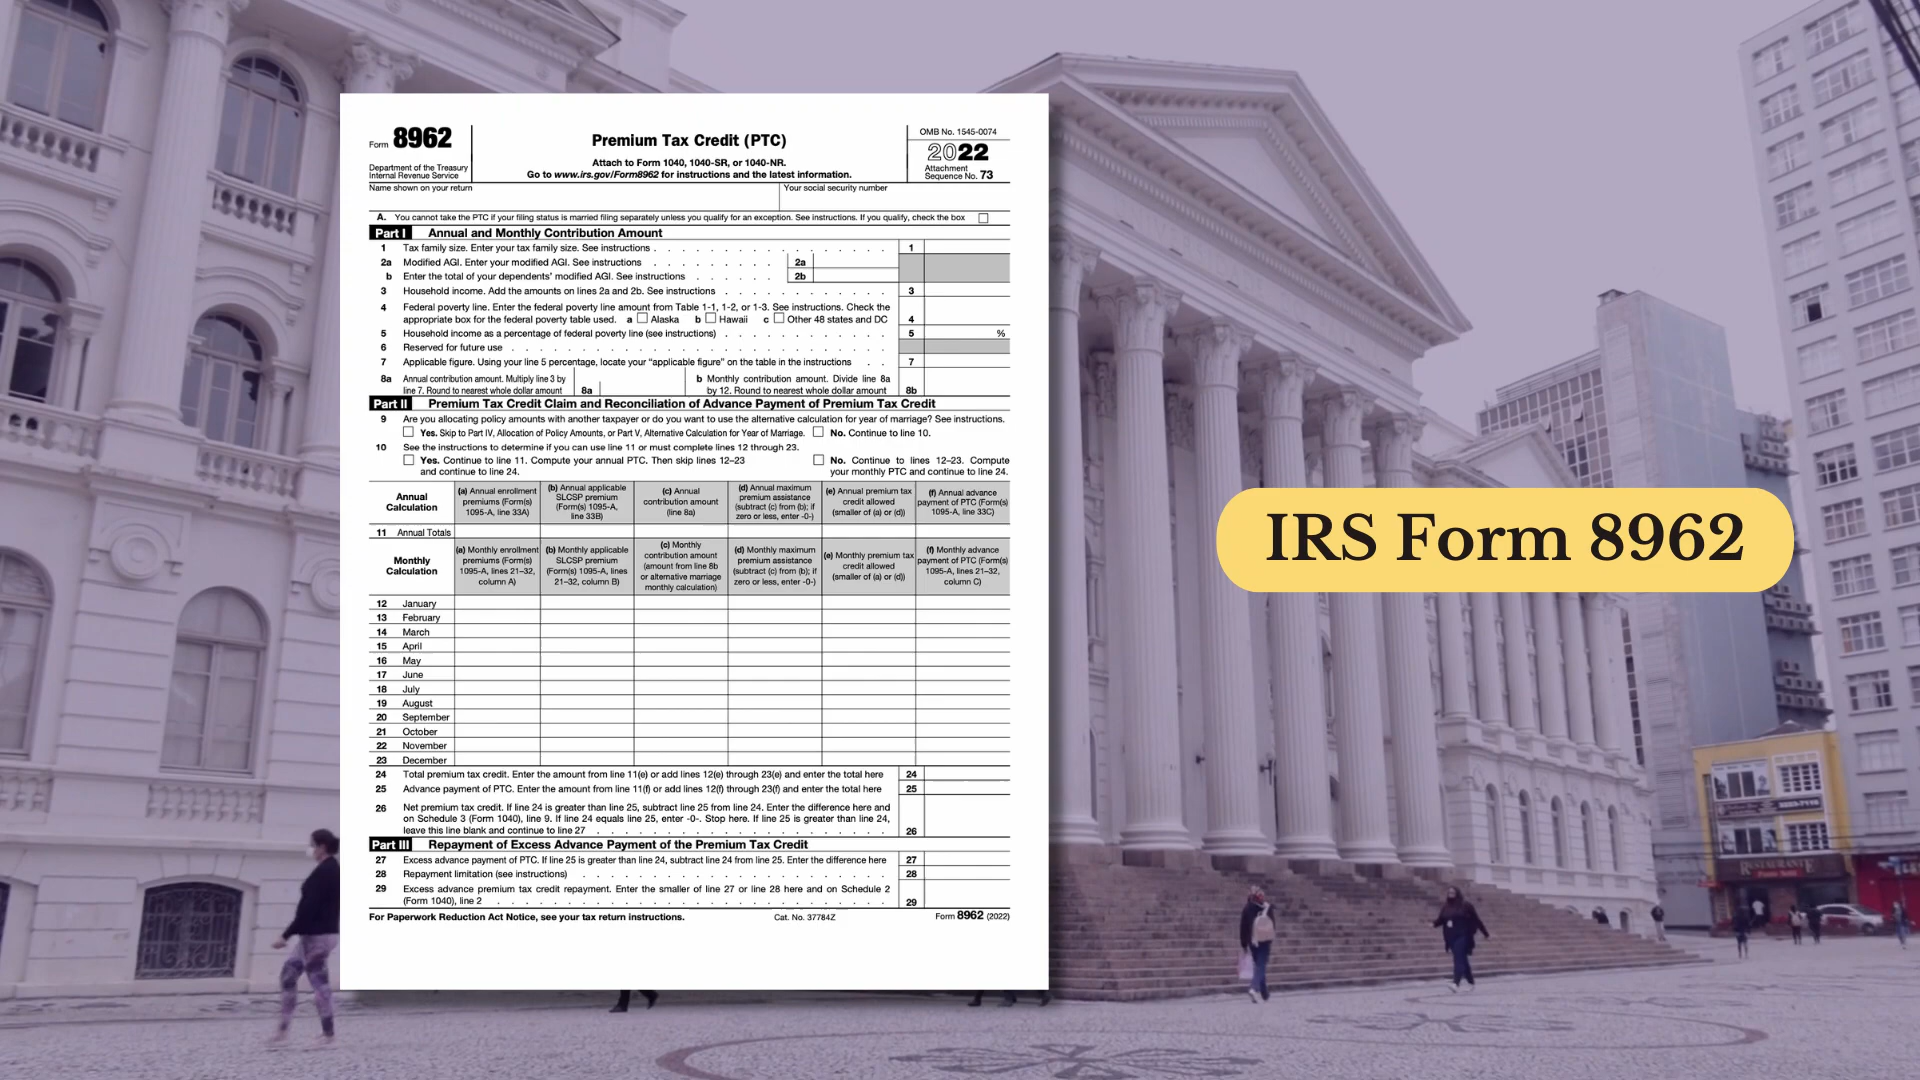 Form 8962
Department of the Treasury
Internal Revenue Service
Premium Tax Credit (PTC)
Attach to Form 1040, 1040-SR, or 1040-NR.
Go to www.irs.gov/Form8962 for instructions and the latest information.
OMB No. 1545-0074
2022
Attachment
Sequence No. 73
Name shown on your return
Your social security number
A. You cannot take the PTC if your filing status is married filing separately unless you qualify for an exception. See instructions. If you qualify, check the box
Part I Annual and Monthly Contribution Amount
1 Tax family size. Enter your tax family size. See instructions . . . . . . . . . . . . . . . . . 1
2a Modified AGI. Enter your modified AGI. See instructions . . . . . . . . . 2a
b Enter the total of your dependents' modified AGI. See instructions . . . . . . 2b
3 Household income. Add the amounts on lines 2a and 2b. See instructions . . . . . . . . . . . . 3
4 Federal poverty line. Enter the federal poverty line amount from Table 1-1, 1-2, or 1-3. See instructions. Check the
appropriate box for the federal poverty table used. a Alaska b Hawaii c Other 48 states and DC 4
5 Household income as a percentage of federal poverty line (see instructions) . . . . . . . . . . . . 5 %
6 Reserved for future use . . . . . . . . . . . . . . . . . . . . . . . . . . .
7 Applicable figure. Using your line 5 percentage, locate your “applicable figure” on the table in the instructions . . 7
8a Annual contribution amount. Multiply line 3 by
line 7. Round to nearest whole dollar amount 8a
b Monthly contribution amount. Divide line 8a
by 12. Round to nearest whole dollar amount 8b
Part II Premium Tax Credit Claim and Reconciliation of Advance Payment of Premium Tax Credit
9 Are you allocating policy amounts with another taxpayer or do you want to use the alternative calculation for year of marriage? See instructions.
Yes. Skip to Part IV, Allocation of Policy Amounts, or Part V, Alternative Calculation for Year of Marriage. No. Continue to line 10.
10 See the instructions to determine if you can use line 11 or must complete lines 12 through 23.
Yes. Continue to line 11. Compute your annual PTC. Then skip lines 12–23
and continue to line 24.
No. Continue to lines 12–23. Compute
your monthly PTC and continue to line 24.
Annual
Calculation
(a) Annual enrollment
premiums (Form(s)
1095-A, line 33A)
(b) Annual applicable
SLCSP premium
(Form(s) 1095-A,
line 33B)
(c) Annual
contribution amount
(line 8a)
(d) Annual maximum
premium assistance
(subtract (c) from (b); if
zero or less, enter -0-)
(e) Annual premium tax
credit allowed
(smaller of (a) or (d))
(f) Annual advance
payment of PTC (Form(s)
1095-A, line 33C)
11 Annual Totals
Monthly
Calculation
(a) Monthly enrollment
premiums (Form(s)
1095-A, lines 21–32,
column A)
(b) Monthly applicable
SLCSP premium
(Form(s) 1095-A, lines
21–32, column B)
(c) Monthly
contribution amount
(amount from line 8b
or alternative marriage
monthly calculation)
(d) Monthly maximum
premium assistance
(subtract (c) from (b); if
zero or less, enter -0-)
(e) Monthly premium tax
credit allowed
(smaller of (a) or (d))
(f) Monthly advance
payment of PTC (Form(s)
1095-A, lines 21–32,
column C)
12 January
13 February
14 March
15 April
16 May
17 June
18 July
19 August
20 September
21 October
22 November
23 December
24 Total premium tax credit. Enter the amount from line 11(e) or add lines 12(e) through 23(e) and enter the total here 24
25 Advance payment of PTC. Enter the amount from line 11(f) or add lines 12(f) through 23(f) and enter the total here 25
26 Net premium tax credit. If line 24 is greater than line 25, subtract line 25 from line 24. Enter the difference here and
on Schedule 3 (Form 1040), line 9. If line 24 equals line 25, enter -0-. Stop here. If line 25 is greater than line 24,
leave this line blank and continue to line 27 . . . . . . . . . . . . . . . . . . . . . 26
Part III Repayment of Excess Advance Payment of the Premium Tax Credit
27 Excess advance payment of PTC. If line 25 is greater than line 24, subtract line 24 from line 25. Enter the difference here 27
28 Repayment limitation (see instructions) . . . . . . . . . . . . . . . . . . . . . . 28
29 Excess advance premium tax credit repayment. Enter the smaller of line 27 or line 28 here and on Schedule 2
(Form 1040), line 2 . . . . . . . . . . . . . . . . . . . . . . . . . . . . 29
For Paperwork Reduction Act Notice, see your tax return instructions.
Cat. No. 37784Z
Form 8962 (2022)
IRS Form 8962
RESTAURANTE